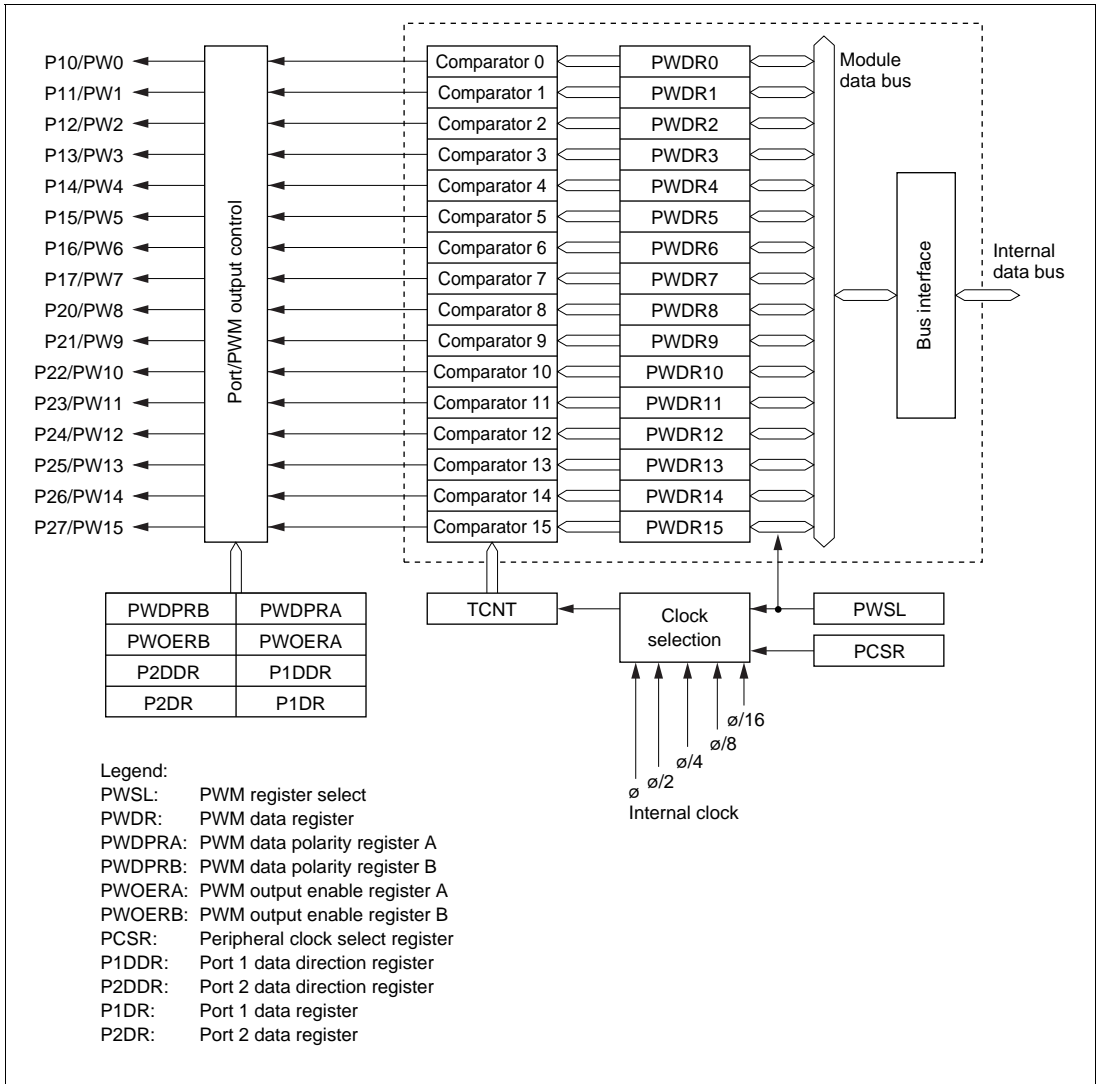 P10/PW0
P11/PW1
P12/PW2
P13/PW3
P14/PW4
P15/PW5
P16/PW6
P17/PW7
P20/PW8
P21/PW9
P22/PW10
P23/PW11
P24/PW12
P25/PW13
P26/PW14
P27/PW15
Port/PWM output control
Comparator 0
Comparator 1
Comparator 2
Comparator 3
Comparator 4
Comparator 5
Comparator 6
Comparator 7
Comparator 8
Comparator 9
Comparator 10
Comparator 11
Comparator 12
Comparator 13
Comparator 14
Comparator 15
PWDR0
PWDR1
PWDR2
PWDR3
PWDR4
PWDR5
PWDR6
PWDR7
PWDR8
PWDR9
PWDR10
PWDR11
PWDR12
PWDR13
PWDR14
PWDR15
Module
data bus
Bus interface
Internal
data bus
PWDPRB PWDPRA
PWOERB PWOERA
P2DDR P1DDR
P2DR P1DR
TCNT
Clock
selection
PWSL
PCSR
ø/16
ø/8
ø/4
ø/2
ø
Internal clock
Legend:
PWSL: PWM register select
PWDR: PWM data register
PWDPRA: PWM data polarity register A
PWDPRB: PWM data polarity register B
PWOERA: PWM output enable register A
PWOERB: PWM output enable register B
PCSR: Peripheral clock select register
P1DDR: Port 1 data direction register
P2DDR: Port 2 data direction register
P1DR: Port 1 data register
P2DR: Port 2 data register